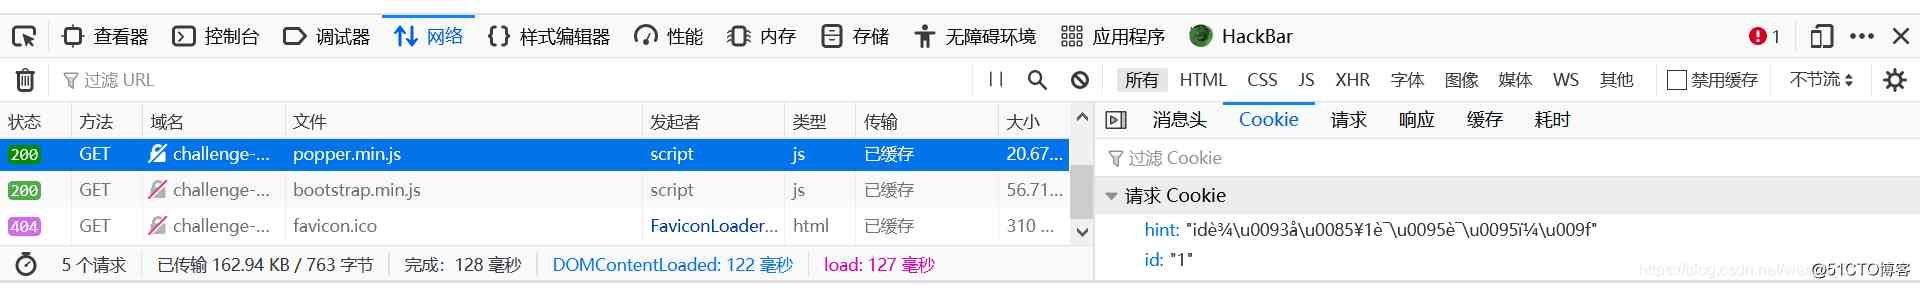 查看器 控制台 调试器 网络 样式编辑器 性能 内存 存储 无障碍环境 应用程序 HackBar 1
过滤 URL 所有 HTML CSS JS XHR 字体 图像 媒体 WS 其他 禁用缓存 不节流
状态 方法 域名 文件 发起者 类型 传输 大小
200 GET challenge-... popper.min.js script js 已缓存 20.67...
200 GET challenge-... bootstrap.min.js script js 已缓存 56.71...
404 GET challenge-... favicon.ico FaviconLoader... html 已缓存 310 ...
5 个请求 已传输 162.94 KB / 763 字节 完成：128 毫秒 DOMContentLoaded: 122 毫秒 load: 127 毫秒
消息头 Cookie 请求 响应 缓存 耗时
过滤 Cookie
请求 Cookie
hint: "idè¾\u0093å\u0085¥1è¯\u0095è¯\u0095ï¼\u009f"
id: "1"
@51CTO博客